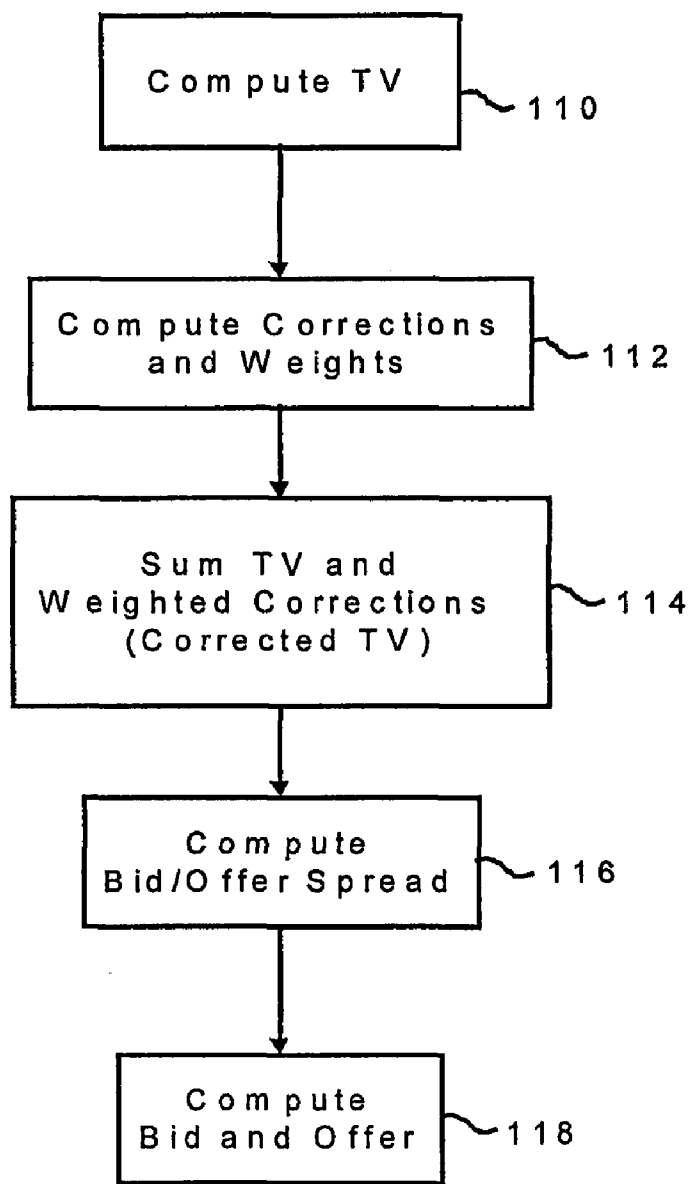 Compute TV
110
Compute Corrections
and Weights
112
Sum TV and
Weighted Corrections
(Corrected TV)
114
Compute
Bid/Offer Spread
116
Compute
Bid and Offer
118